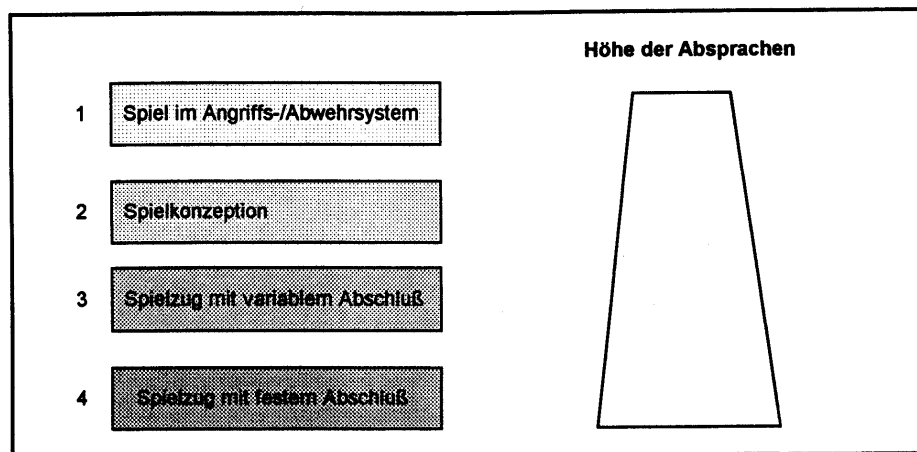 Höhe der Absprachen
1 Spiel im Angriffs-/Abwehrsystem
2 Spielkonzeption
3 Spielzug mit variablem Abschluß
4 Spielzug mit festem Abschluß